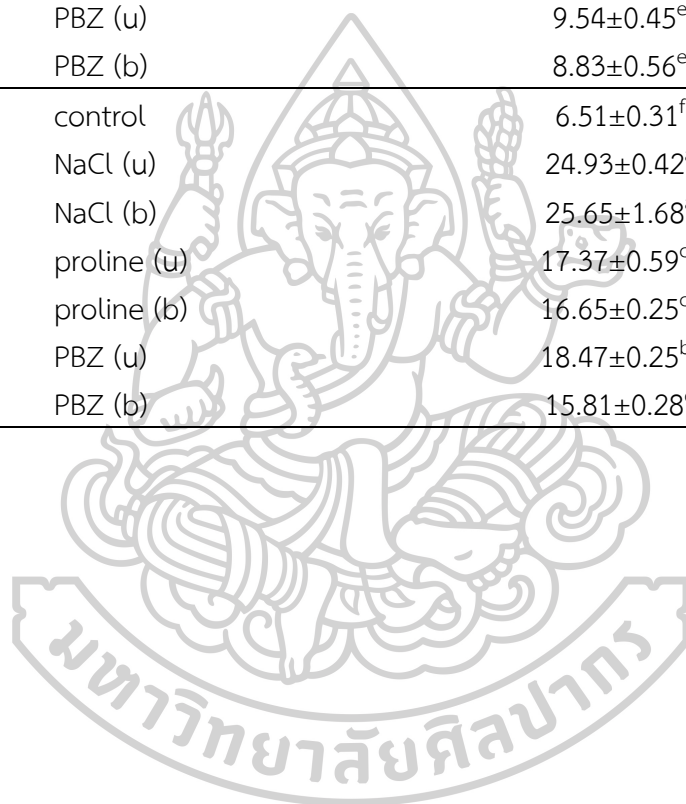 PBZ (u) 9.54±0.45ᵉ
PBZ (b) 8.83±0.56ᵉ
control 6.51±0.31ᶠ
NaCl (u) 24.93±0.42
NaCl (b) 25.65±1.68
proline (u) 17.37±0.59ᶜ
proline (b) 16.65±0.25ᶜ
PBZ (u) 18.47±0.25ᵇ
PBZ (b) 15.81±0.28
มหาวิทยาลัยศิลปากร